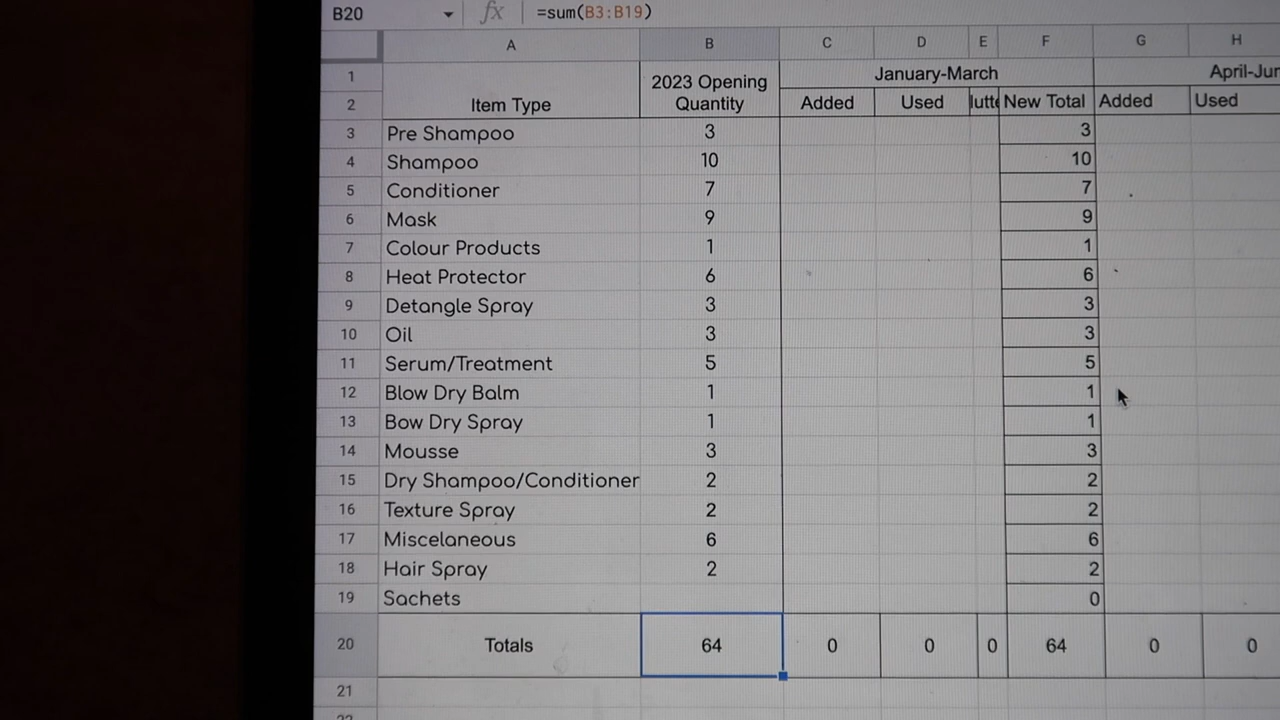 B20 fx =sum(B3:B19)
A B C D E F G H
1 2023 Opening January-March April-Jun
2 Item Type Quantity Added Used lutte New Total Added Used
3 Pre Shampoo 3 3
4 Shampoo 10 10
5 Conditioner 7 7
6 Mask 9 9
7 Colour Products 1 1
8 Heat Protector 6 6
9 Detangle Spray 3 3
10 Oil 3 3
11 Serum/Treatment 5 5
12 Blow Dry Balm 1 1
13 Bow Dry Spray 1 1
14 Mousse 3 3
15 Dry Shampoo/Conditioner 2 2
16 Texture Spray 2 2
17 Miscelaneous 6 6
18 Hair Spray 2 2
19 Sachets 0
20 Totals 64 0 0 0 64 0 0
21